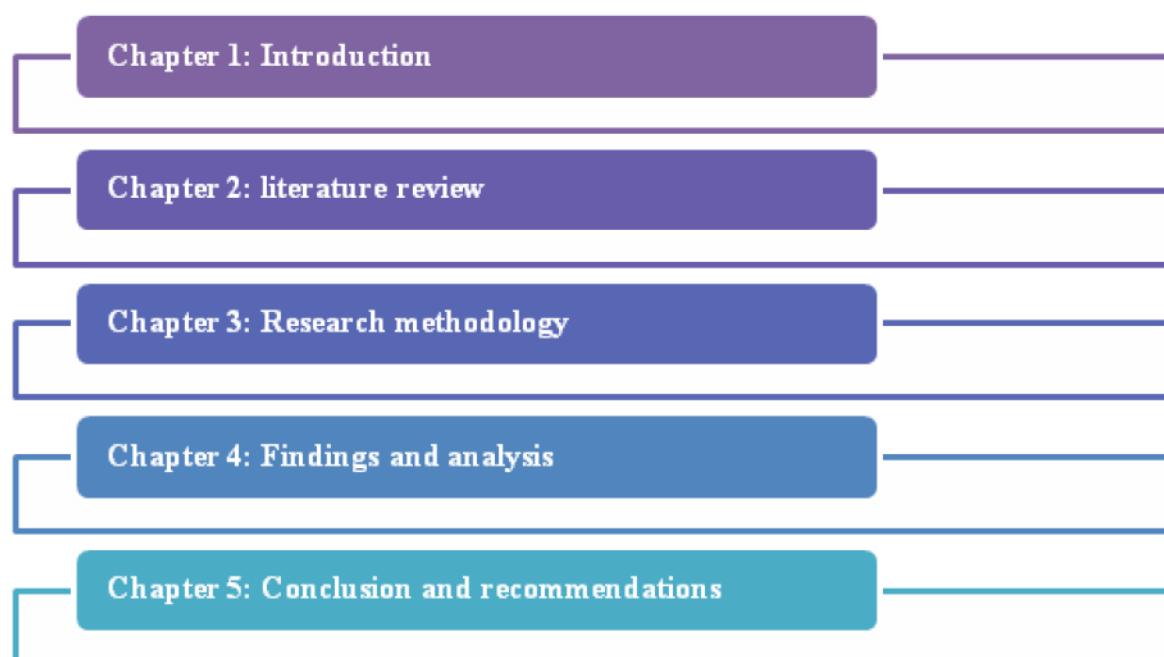 Chapter 1: Introduction
Chapter 2: literature review
Chapter 3: Research methodology
Chapter 4: Findings and analysis
Chapter 5: Conclusion and recommendations